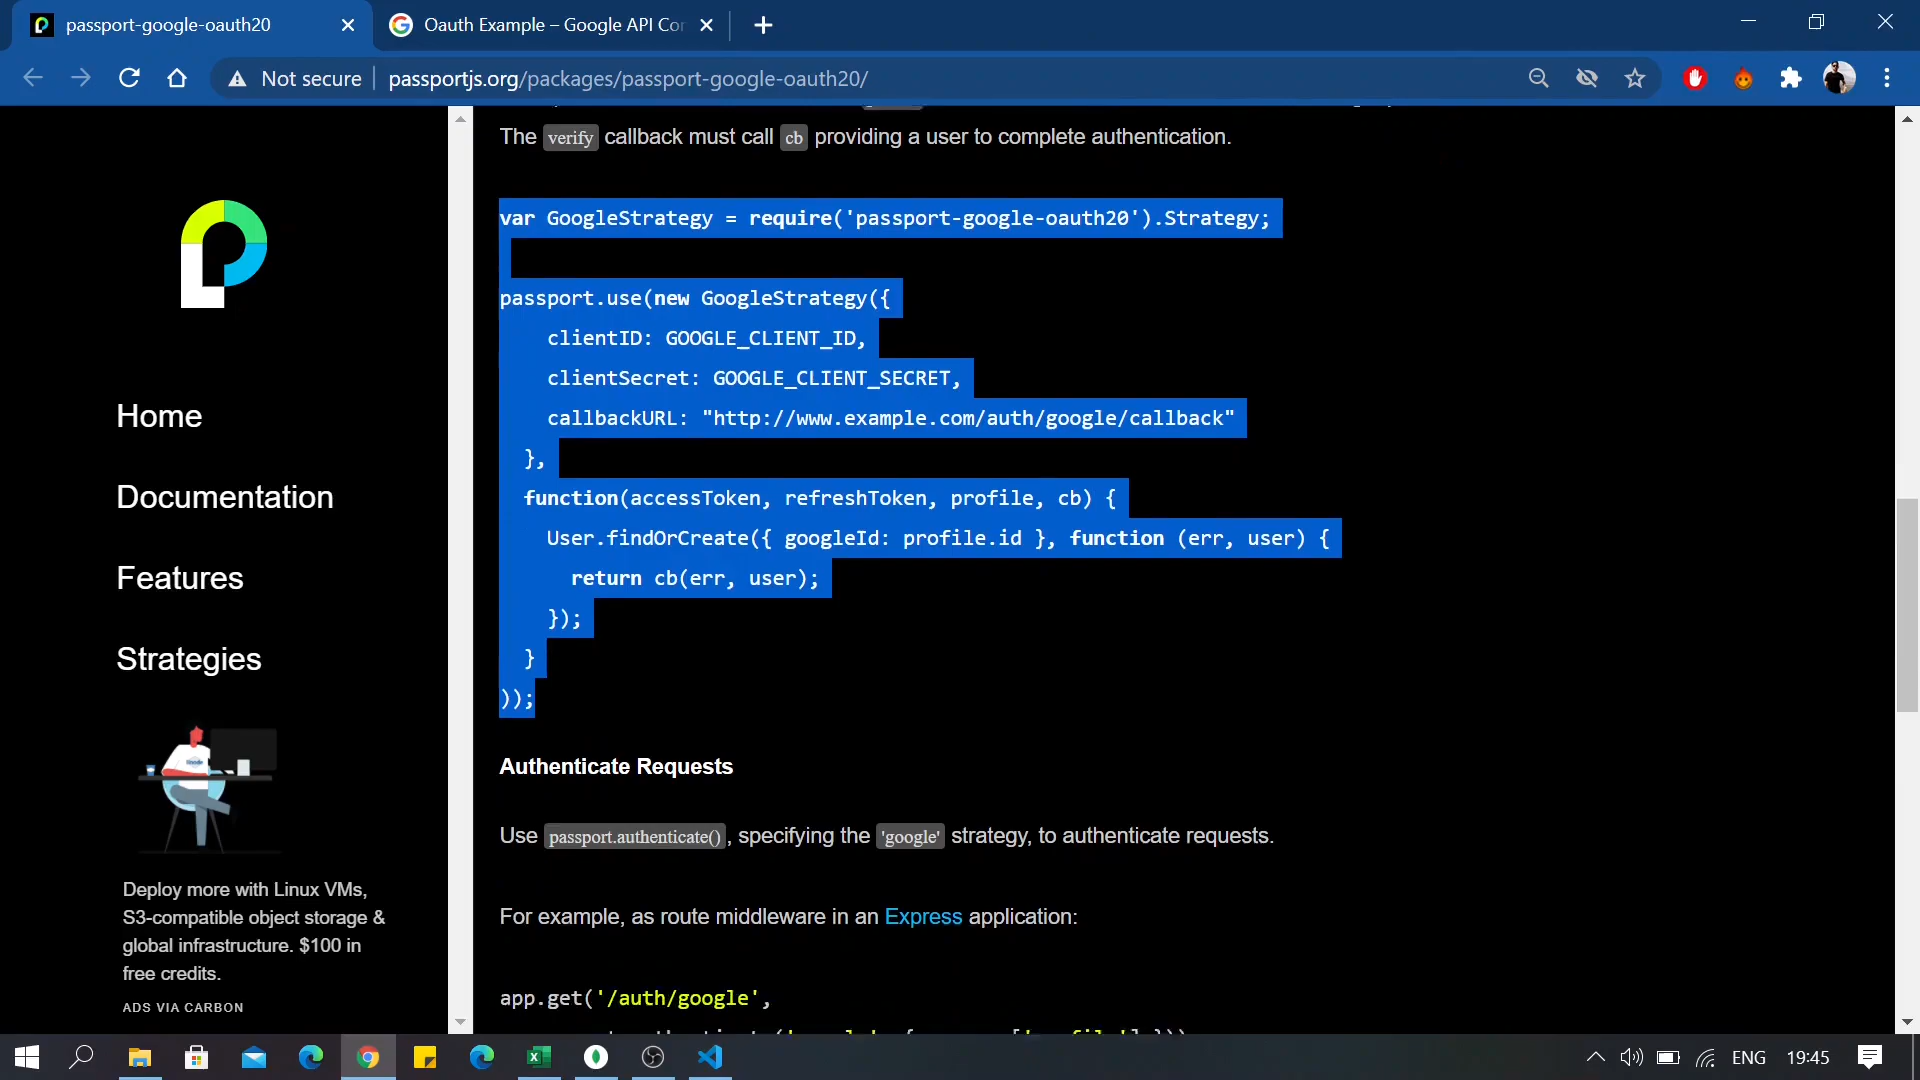 passport-google-oauth20
Oauth Example – Google API Co
Not secure
passportjs.org/packages/passport-google-oauth20/
The verify callback must call cb providing a user to complete authentication.
var GoogleStrategy = require('passport-google-oauth20').Strategy;
passport.use(new GoogleStrategy({
clientID: GOOGLE_CLIENT_ID,
clientSecret: GOOGLE_CLIENT_SECRET,
callbackURL: "http://www.example.com/auth/google/callback"
},
function(accessToken, refreshToken, profile, cb) {
User.findOrCreate({ googleId: profile.id }, function (err, user) {
return cb(err, user);
});
}
));
Authenticate Requests
Use passport.authenticate(), specifying the 'google' strategy, to authenticate requests.
For example, as route middleware in an Express application:
app.get('/auth/google',
Home
Documentation
Features
Strategies
Deploy more with Linux VMs,
S3-compatible object storage &
global infrastructure. $100 in
free credits.
ADS VIA CARBON
ENG
19:45